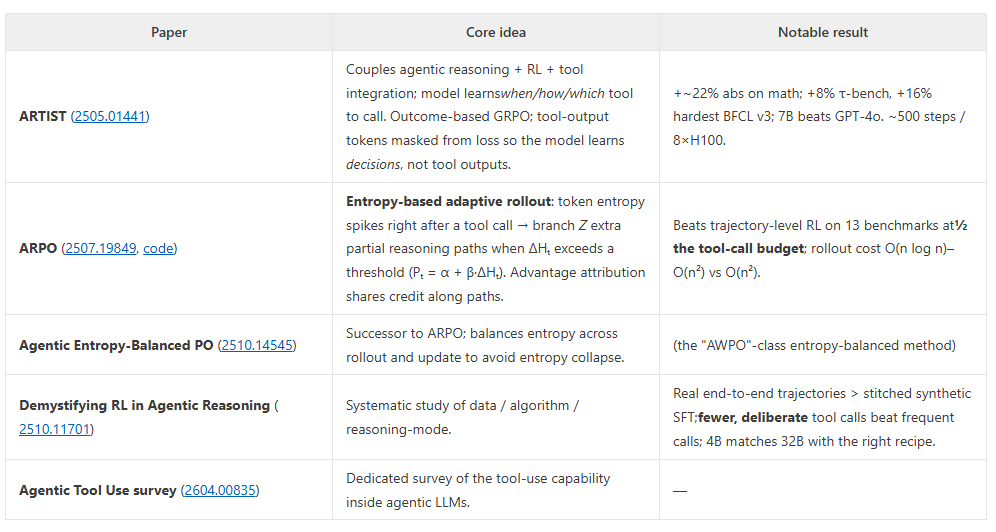 Paper Core idea Notable result
ARTIST (2505.01441)
Couples agentic reasoning + RL + tool
integration; model learnswhen/how/which tool
to call. Outcome-based GRPO; tool-output
tokens masked from loss so the model learns
decisions, not tool outputs.
+~22% abs on math; +8% τ-bench, +16%
hardest BFCL v3; 7B beats GPT-4o. ~500 steps /
8×H100.
ARPO (2507.19849, code)
Entropy-based adaptive rollout: token entropy
spikes right after a tool call → branch Z extra
partial reasoning paths when ΔHₜ exceeds a
threshold (Pₜ = α + β·ΔHₜ). Advantage attribution
shares credit along paths.
Beats trajectory-level RL on 13 benchmarks at½
the tool-call budget; rollout cost O(n log n)–
O(n²) vs O(n²).
Agentic Entropy-Balanced PO (2510.14545)
Successor to ARPO; balances entropy across
rollout and update to avoid entropy collapse.
(the "AWPO"-class entropy-balanced method)
Demystifying RL in Agentic Reasoning (
2510.11701)
Systematic study of data / algorithm /
reasoning-mode.
Real end-to-end trajectories > stitched synthetic
SFT;fewer, deliberate tool calls beat frequent
calls; 4B matches 32B with the right recipe.
Agentic Tool Use survey (2604.00835)
Dedicated survey of the tool-use capability
inside agentic LLMs.
—